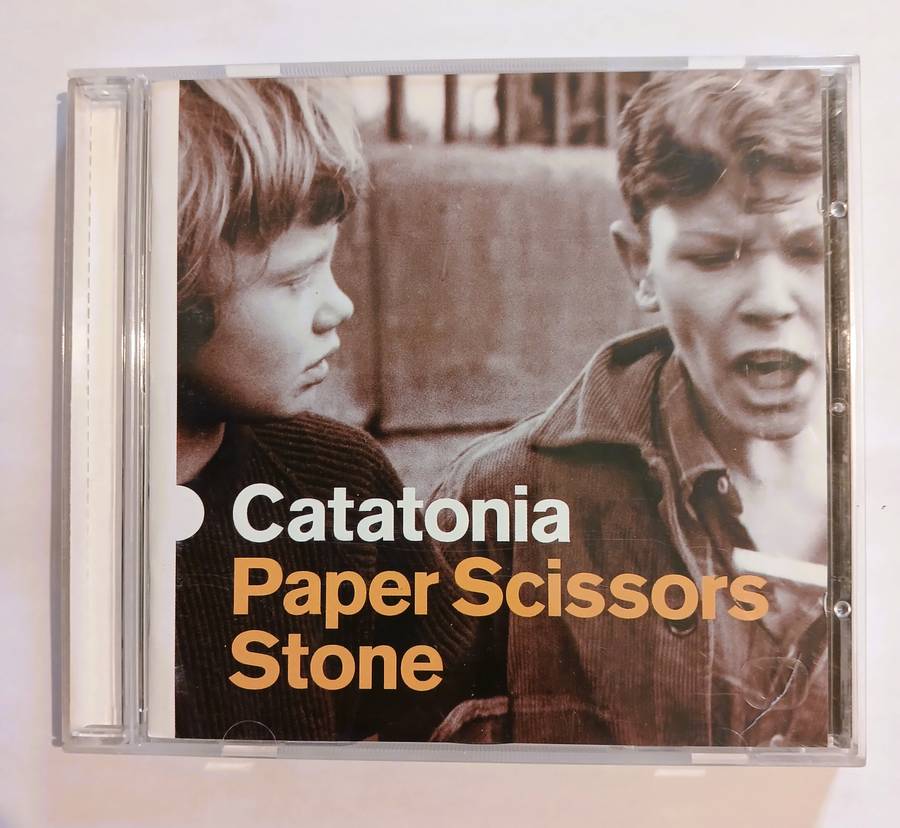 Catatonia
Paper Scissors
Stone